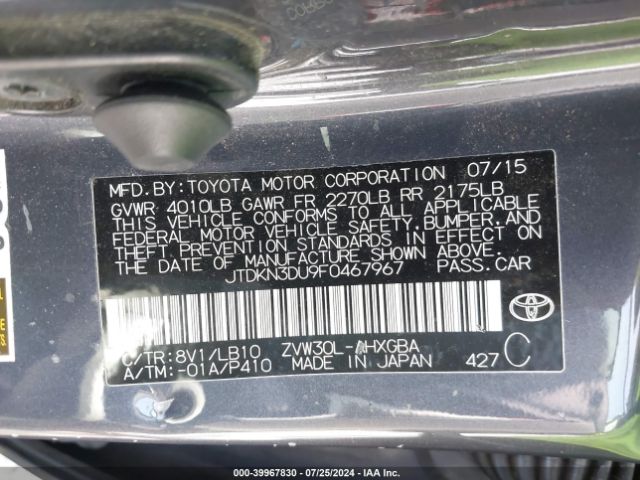 MFD. BY: TOYOTA MOTOR CORPORATION 07/15
GVWR 4010LB GAWR FR 2270LB RR 2175LB
THIS VEHICLE CONFORMS TO ALL APPLICABLE
FEDERAL MOTOR VEHICLE SAFETY, BUMPER, AND
THEFT PREVENTION STANDARDS IN EFFECT ON
THE DATE OF MANUFACTURE SHOWN ABOVE.
JTDKN3DU9F0467967 PASS. CAR
C/TR: 8V1/LB10 ZVW30L-AHXGBA
A/TM: -01A/P410 MADE IN JAPAN 427 C
000-39967830 - 07/25/2024 - IAA Inc.